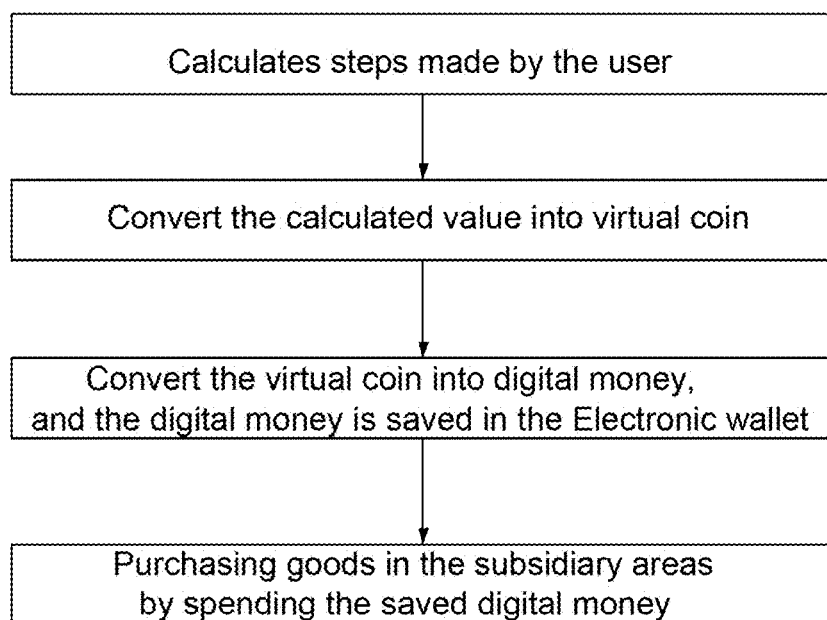 Calculates steps made by the user
Convert the calculated value into virtual coin
Convert the virtual coin into digital money,
and the digital money is saved in the Electronic wallet
Purchasing goods in the subsidiary areas
by spending the saved digital money